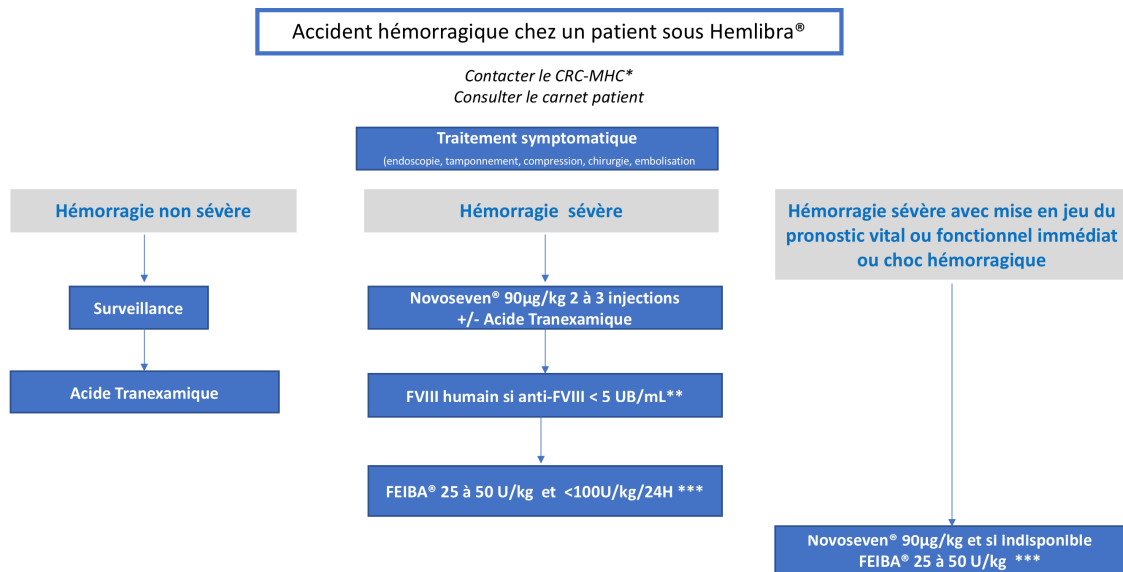 Accident hémorragique chez un patient sous Hemlibra®
Contacter le CRC-MHC*
Consulter le carnet patient
Traitement symptomatique
(endoscopie, tamponnement, compression, chirurgie, embolisation
Hémorragie non sévère
Surveillance
Acide Tranexamique
Hémorragie sévère
Novoseven® 90µg/kg 2 à 3 injections
+/- Acide Tranexamique
FVIII humain si anti-FVIII < 5 UB/mL**
FEIBA® 25 à 50 U/kg et <100U/kg/24H ***
Hémorragie sévère avec mise en jeu du
pronostic vital ou fonctionnel immédiat
ou choc hémorragique
Novoseven® 90µg/kg et si indisponible
FEIBA® 25 à 50 U/kg ***